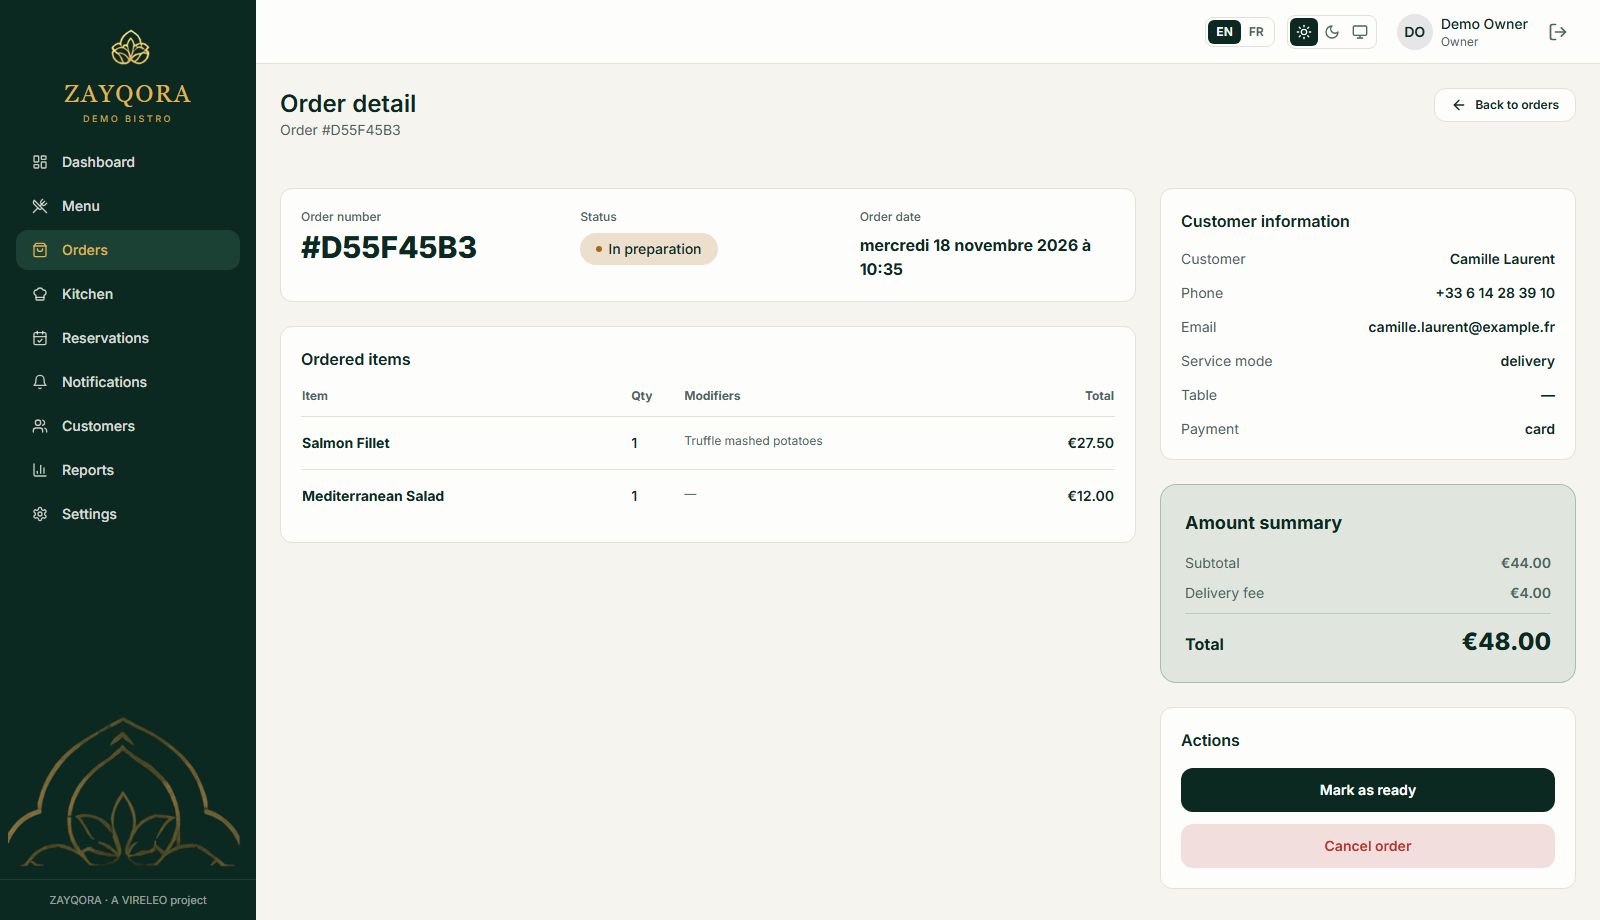 ZAYQORA
DEMO BISTRO
Dashboard
Menu
Orders
Kitchen
Reservations
Notifications
Customers
Reports
Settings
ZAYQORA · A VIRELEO project
EN FR
DO
Demo Owner
Owner
Order detail
Order #D55F45B3
Back to orders
Order number
#D55F45B3
Status
In preparation
Order date
mercredi 18 novembre 2026 à
10:35
Ordered items
Item Qty Modifiers Total
Salmon Fillet 1 Truffle mashed potatoes €27.50
Mediterranean Salad 1 — €12.00
Customer information
Customer Camille Laurent
Phone +33 6 14 28 39 10
Email camille.laurent@example.fr
Service mode delivery
Table —
Payment card
Amount summary
Subtotal €44.00
Delivery fee €4.00
Total €48.00
Actions
Mark as ready
Cancel order